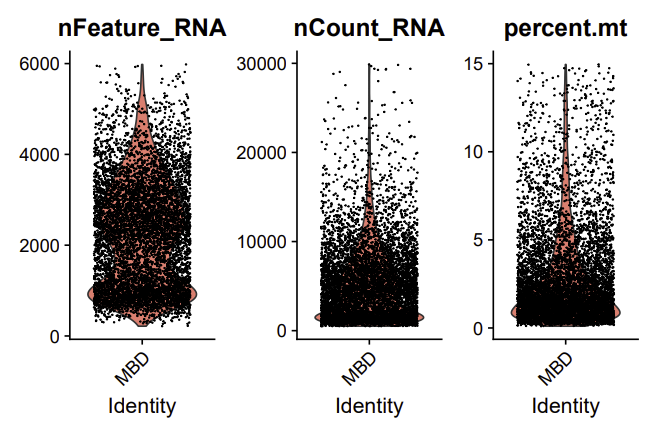 nFeature_RNA
6000
4000
2000
0
MBD
Identity
nCount_RNA
30000
20000
10000
0
MBD
Identity
percent.mt
15
10
5
0
MBD
Identity